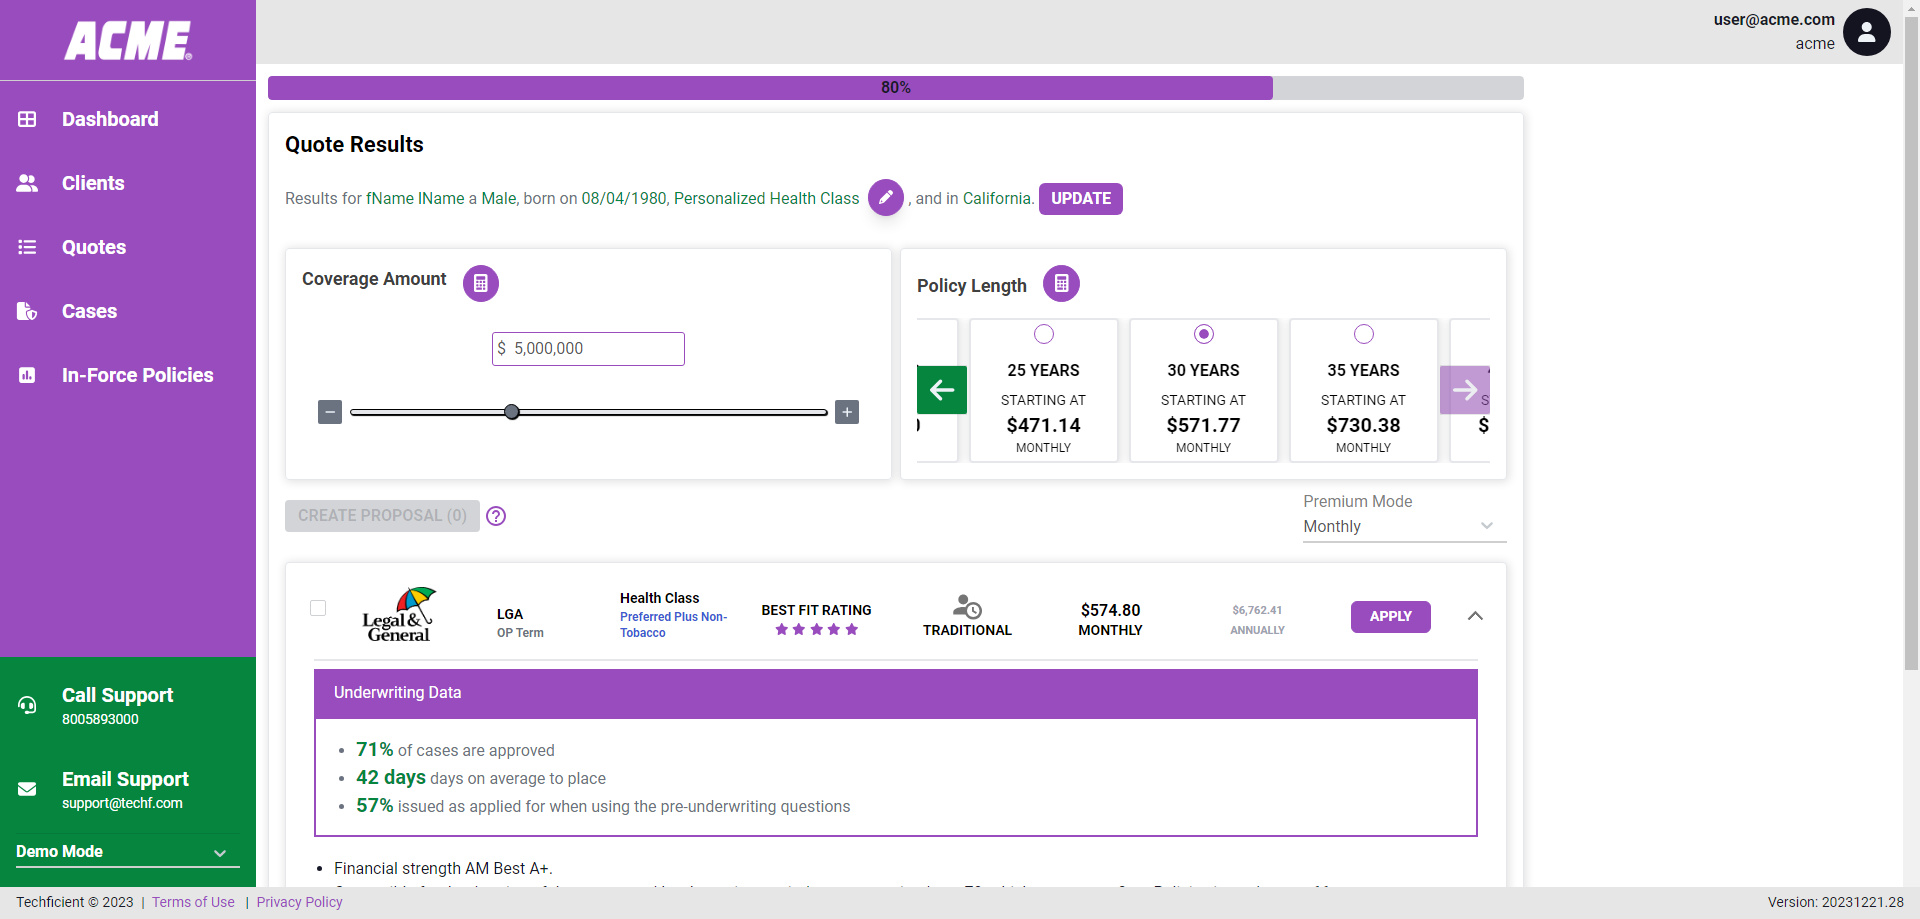 ACME
user@acme.com
acme
Dashboard
Clients
Quotes
Cases
In-Force Policies
Call Support
8005893000
Email Support
support@techf.com
Demo Mode
80%
Quote Results
Results for fName lName a Male, born on 08/04/1980, Personalized Health Class , and in California. UPDATE
Coverage Amount
$ 5,000,000
Policy Length
25 YEARS
STARTING AT
$471.14
MONTHLY
30 YEARS
STARTING AT
$571.77
MONTHLY
35 YEARS
STARTING AT
$730.38
MONTHLY
S
$
CREATE PROPOSAL (0)
Premium Mode
Monthly
Legal &
General
LGA
OP Term
Health Class
Preferred Plus Non-
Tobacco
BEST FIT RATING
TRADITIONAL
$574.80
MONTHLY
$6,762.41
ANNUALLY
APPLY
Underwriting Data
• 71% of cases are approved
• 42 days days on average to place
• 57% issued as applied for when using the pre-underwriting questions
• Financial strength AM Best A+.
Techficient © 2023 | Terms of Use | Privacy Policy
Version: 20231221.28